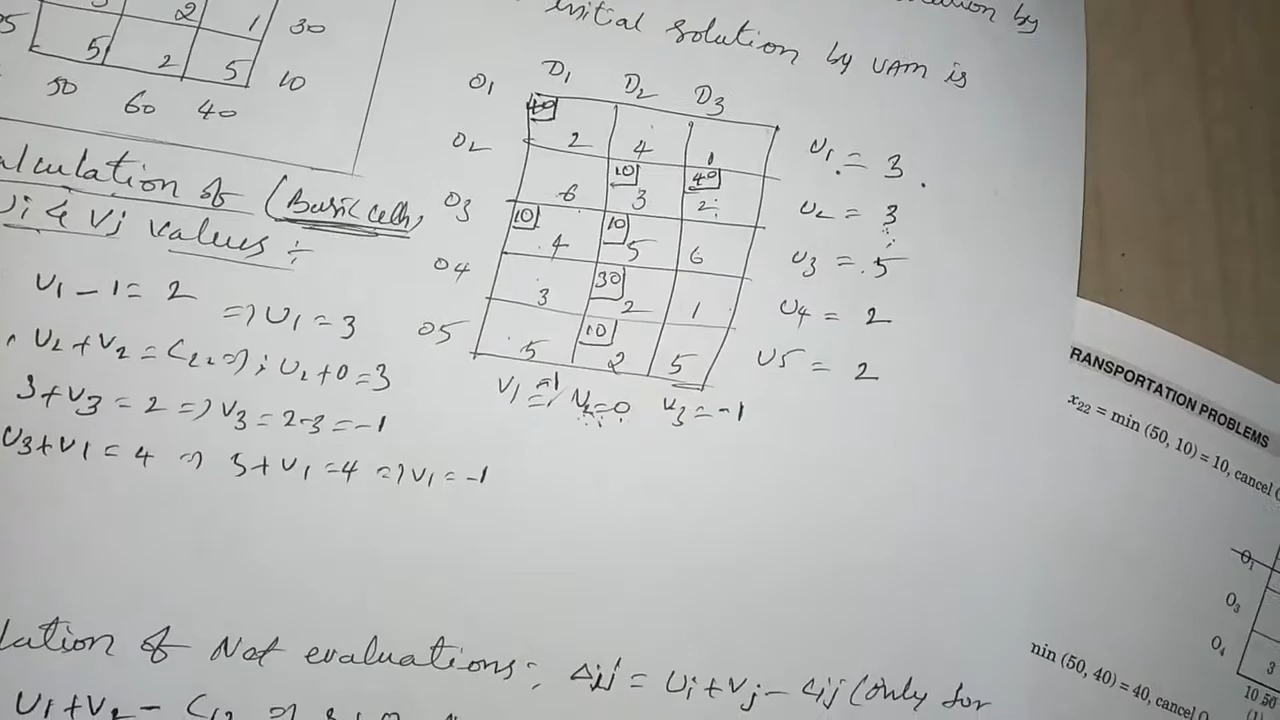 2 1 30
5 2 5 10
50 60 40
initial solution by VAM is
D1 D2 D3
O1 40 2 4 1 U1 = 3
O2 6 10 3 40 2 U2 = 3
O3 10 4 10 5 6 U3 = 5
O4 3 30 2 1 U4 = 2
O5 5 10 2 5 U5 = 2
V1 = -1 V2=0 V3 = -1
alculation of (Basic cells)
Ui & Vj values ÷
U1 - 1 = 2 => U1 = 3
U2 + V2 = C22 => ; U2+0=3
3+V3 = 2 => V3 = 2-3 = -1
U3+V1 = 4 => 5+V1 = 4 => V1 = -1
lation of Net evaluations: Δij = Ui+Vj - Cij (only for
U1+V2 - C12
RANSPORTATION PROBLEMS
x22 = min (50, 10) = 10, cancel
O1
O3
O4
3
10 50
nin (50, 40) = 40, cancel